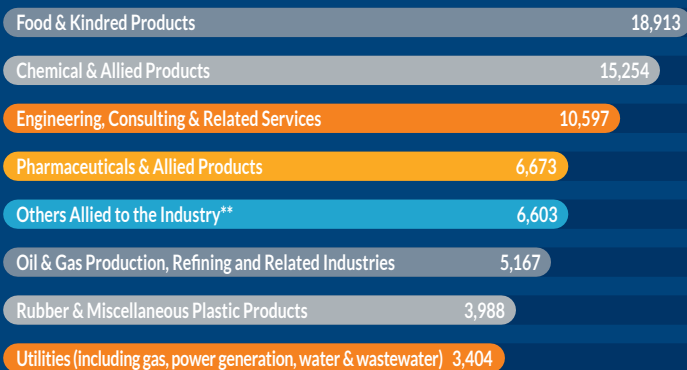 Food & Kindred Products 18,913
Chemical & Allied Products 15,254
Engineering, Consulting & Related Services 10,597
Pharmaceuticals & Allied Products 6,673
Others Allied to the Industry** 6,603
Oil & Gas Production, Refining and Related Industries 5,167
Rubber & Miscellaneous Plastic Products 3,988
Utilities (including gas, power generation, water & wastewater) 3,404